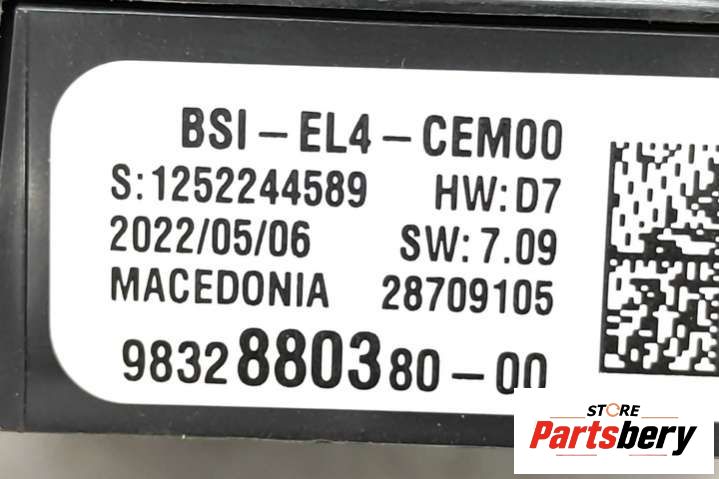 BSI-EL4-CEM00
S:1252244589 HW:D7
2022/05/06 SW:7.09
MACEDONIA 28709105
9832880380-00
STORE
Partsbery